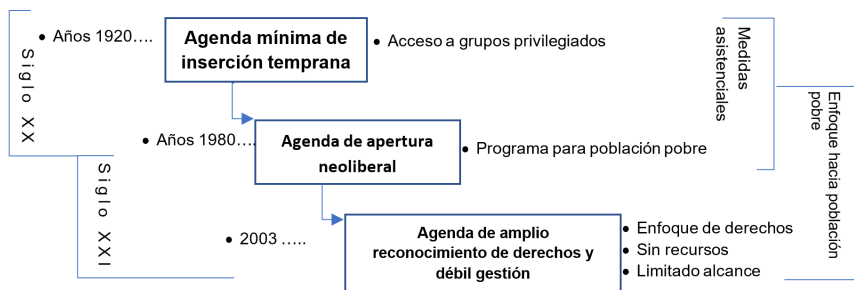 Siglo XX
• Años 1920….
Agenda mínima de
inserción temprana
• Acceso a grupos privilegiados
Medidas
asistenciales
Enfoque hacia población
pobre
• Años 1980….
Agenda de apertura
neoliberal
• Programa para población pobre
Siglo XXI
• 2003 …..
Agenda de amplio
reconocimiento de derechos y
débil gestión
• Enfoque de derechos
• Sin recursos
• Limitado alcance